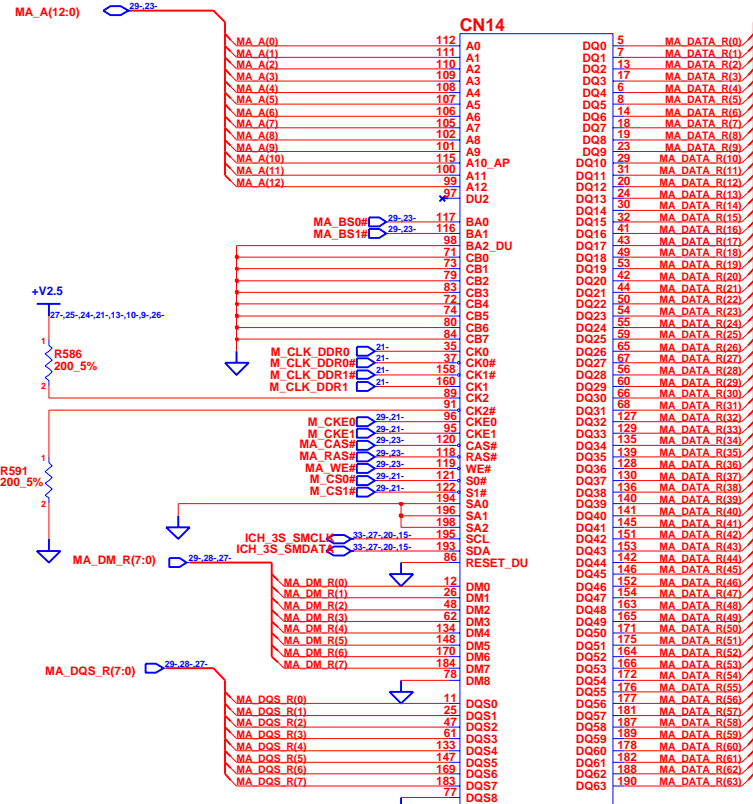 MA_A(12:0) 29-,23-
CN14
MA_A(0) 112 A0 DQ0 5 MA_DATA_R(0)
MA_A(1) 111 A1 DQ1 7 MA_DATA_R(1)
MA_A(2) 110 A2 DQ2 13 MA_DATA_R(2)
MA_A(3) 109 A3 DQ3 17 MA_DATA_R(3)
MA_A(4) 108 A4 DQ4 6 MA_DATA_R(4)
MA_A(5) 107 A5 DQ5 8 MA_DATA_R(5)
MA_A(6) 106 A6 DQ6 14 MA_DATA_R(6)
MA_A(7) 105 A7 DQ7 18 MA_DATA_R(7)
MA_A(8) 102 A8 DQ8 19 MA_DATA_R(8)
MA_A(9) 101 A9 DQ9 23 MA_DATA_R(9)
MA_A(10) 115 A10_AP DQ10 29 MA_DATA_R(10)
MA_A(11) 100 A11 DQ11 31 MA_DATA_R(11)
MA_A(12) 99 A12 DQ12 20 MA_DATA_R(12)
97 DU2 DQ13 24 MA_DATA_R(13)
DQ14 30 MA_DATA_R(14)
MA_BS0# 29-,23- 117 BA0 DQ15 32 MA_DATA_R(15)
MA_BS1# 29-,23- 116 BA1 DQ16 41 MA_DATA_R(16)
98 BA2_DU DQ17 43 MA_DATA_R(17)
71 CB0 DQ18 49 MA_DATA_R(18)
73 CB1 DQ19 53 MA_DATA_R(19)
79 CB2 DQ20 42 MA_DATA_R(20)
83 CB3 DQ21 44 MA_DATA_R(21)
72 CB4 DQ22 50 MA_DATA_R(22)
74 CB5 DQ23 54 MA_DATA_R(23)
80 CB6 DQ24 55 MA_DATA_R(24)
84 CB7 DQ25 59 MA_DATA_R(25)
+V2.5
27-,25-,24-,21-,13-,10-,9-,26-
1
R586
200_5%
2
M_CLK_DDR0 21- 35 CK0 DQ26 65 MA_DATA_R(26)
M_CLK_DDR0# 21- 37 CK0# DQ27 67 MA_DATA_R(27)
M_CLK_DDR1# 21- 158 CK1# DQ28 56 MA_DATA_R(28)
M_CLK_DDR1 21- 160 CK1 DQ29 60 MA_DATA_R(29)
89 CK2 DQ30 66 MA_DATA_R(30)
91 CK2# DQ31 68 MA_DATA_R(31)
M_CKE0 29-,21- 96 CKE0 DQ32 127 MA_DATA_R(32)
M_CKE1 29-,21- 95 CKE1 DQ33 129 MA_DATA_R(33)
MA_CAS# 29-,23- 120 CAS# DQ34 135 MA_DATA_R(34)
MA_RAS# 29-,23- 118 RAS# DQ35 139 MA_DATA_R(35)
MA_WE# 29-,23- 119 WE# DQ36 128 MA_DATA_R(36)
M_CS0# 29-,21- 121 S0# DQ37 130 MA_DATA_R(37)
M_CS1# 29-,21- 122 S1# DQ38 136 MA_DATA_R(38)
1
R591
200_5%
2
194 SA0 DQ39 140 MA_DATA_R(39)
196 SA1 DQ40 141 MA_DATA_R(40)
198 SA2 DQ41 145 MA_DATA_R(41)
ICH_3S_SMCLK 33-,27-,20-,15- 195 SCL DQ42 151 MA_DATA_R(42)
ICH_3S_SMDATA 33-,27-,20-,15- 193 SDA DQ43 153 MA_DATA_R(43)
86 RESET_DU DQ44 142 MA_DATA_R(44)
MA_DM_R(7:0) 29-,28-,27-
DQ45 146 MA_DATA_R(45)
MA_DM_R(0) 12 DM0 DQ46 152 MA_DATA_R(46)
MA_DM_R(1) 26 DM1 DQ47 154 MA_DATA_R(47)
MA_DM_R(2) 48 DM2 DQ48 163 MA_DATA_R(48)
MA_DM_R(3) 62 DM3 DQ49 165 MA_DATA_R(49)
MA_DM_R(4) 134 DM4 DQ50 171 MA_DATA_R(50)
MA_DM_R(5) 148 DM5 DQ51 175 MA_DATA_R(51)
MA_DM_R(6) 170 DM6 DQ52 164 MA_DATA_R(52)
MA_DM_R(7) 184 DM7 DQ53 166 MA_DATA_R(53)
78 DM8 DQ54 172 MA_DATA_R(54)
MA_DQS_R(7:0) 29-,28-,27-
DQ55 176 MA_DATA_R(55)
MA_DQS_R(0) 11 DQS0 DQ56 177 MA_DATA_R(56)
MA_DQS_R(1) 25 DQS1 DQ57 181 MA_DATA_R(57)
MA_DQS_R(2) 47 DQS2 DQ58 187 MA_DATA_R(58)
MA_DQS_R(3) 61 DQS3 DQ59 189 MA_DATA_R(59)
MA_DQS_R(4) 133 DQS4 DQ60 178 MA_DATA_R(60)
MA_DQS_R(5) 147 DQS5 DQ61 182 MA_DATA_R(61)
MA_DQS_R(6) 169 DQS6 DQ62 188 MA_DATA_R(62)
MA_DQS_R(7) 183 DQS7 DQ63 190 MA_DATA_R(63)
77 DQS8